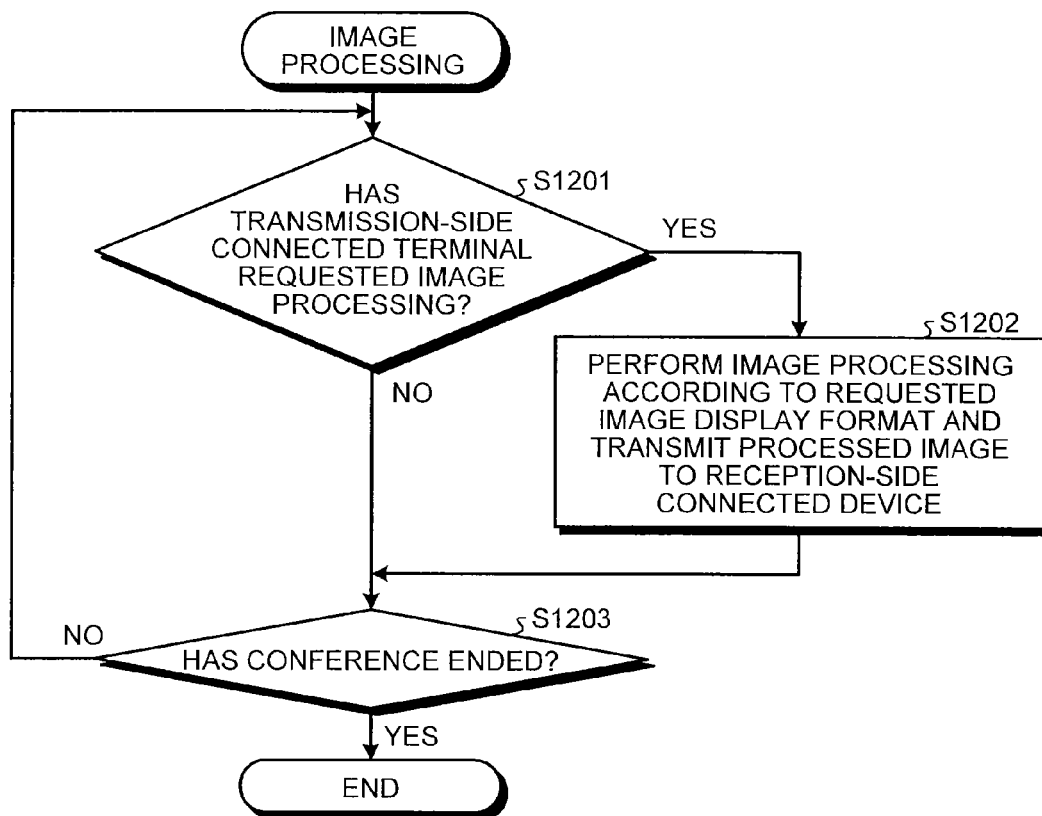 IMAGE
PROCESSING
S1201
HAS
TRANSMISSION-SIDE
CONNECTED TERMINAL
REQUESTED IMAGE
PROCESSING?
YES
NO
S1202
PERFORM IMAGE PROCESSING
ACCORDING TO REQUESTED
IMAGE DISPLAY FORMAT AND
TRANSMIT PROCESSED IMAGE
TO RECEPTION-SIDE
CONNECTED DEVICE
S1203
NO
HAS CONFERENCE ENDED?
YES
END